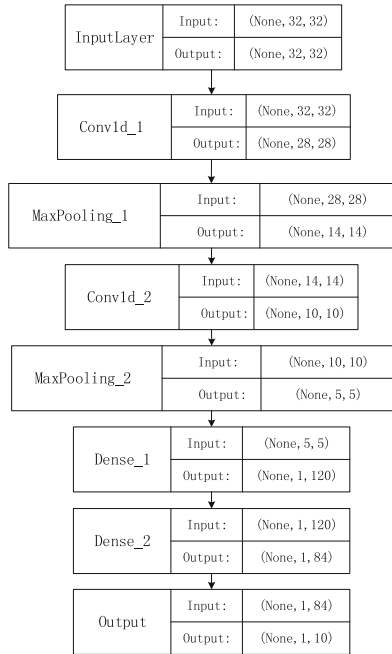 InputLayer
Input: (None,32,32)
Output: (None,32,32)
Conv1d_1
Input: (None,32,32)
Output: (None,28,28)
MaxPooling_1
Input: (None,28,28)
Output: (None,14,14)
Conv1d_2
Input: (None,14,14)
Output: (None,10,10)
MaxPooling_2
Input: (None,10,10)
Output: (None,5,5)
Dense_1
Input: (None,5,5)
Output: (None,1,120)
Dense_2
Input: (None,1,120)
Output: (None,1,84)
Output
Input: (None,1,84)
Output: (None,1,10)